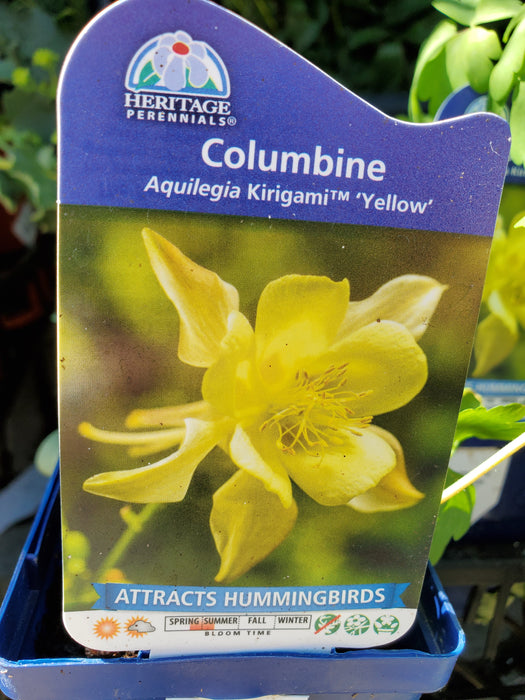 HERITAGE
PERENNIALS®
Columbine
Aquilegia Kirigami™ ‘Yellow’
ATTRACTS HUMMINGBIRDS
SPRING SUMMER FALL WINTER
BLOOM TIME